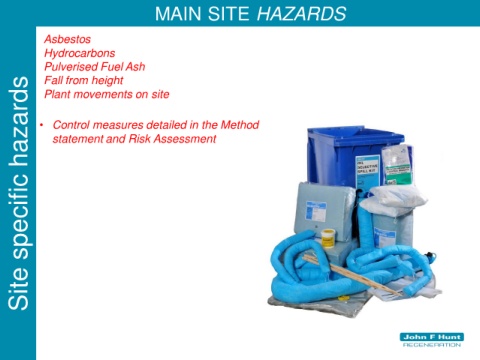 MAIN SITE HAZARDS
Site specific hazards
Asbestos
Hydrocarbons
Pulverised Fuel Ash
Fall from height
Plant movements on site
• Control measures detailed in the Method
statement and Risk Assessment
John F Hunt
REGENERATION